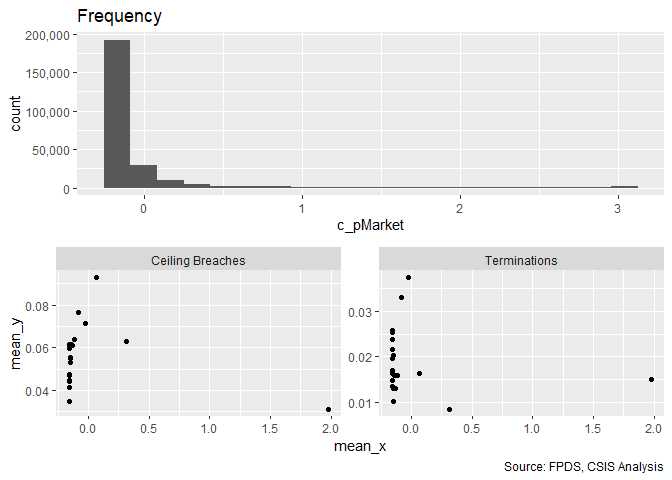 Frequency
200,000
150,000
100,000
50,000
0
count
0 1 2 3
c_pMarket
Ceiling Breaches
Terminations
0.08
0.06
0.04
mean_y
0.03
0.02
0.01
0.0 0.5 1.0 1.5 2.0
0.0 0.5 1.0 1.5 2.0
mean_x
Source: FPDS, CSIS Analysis